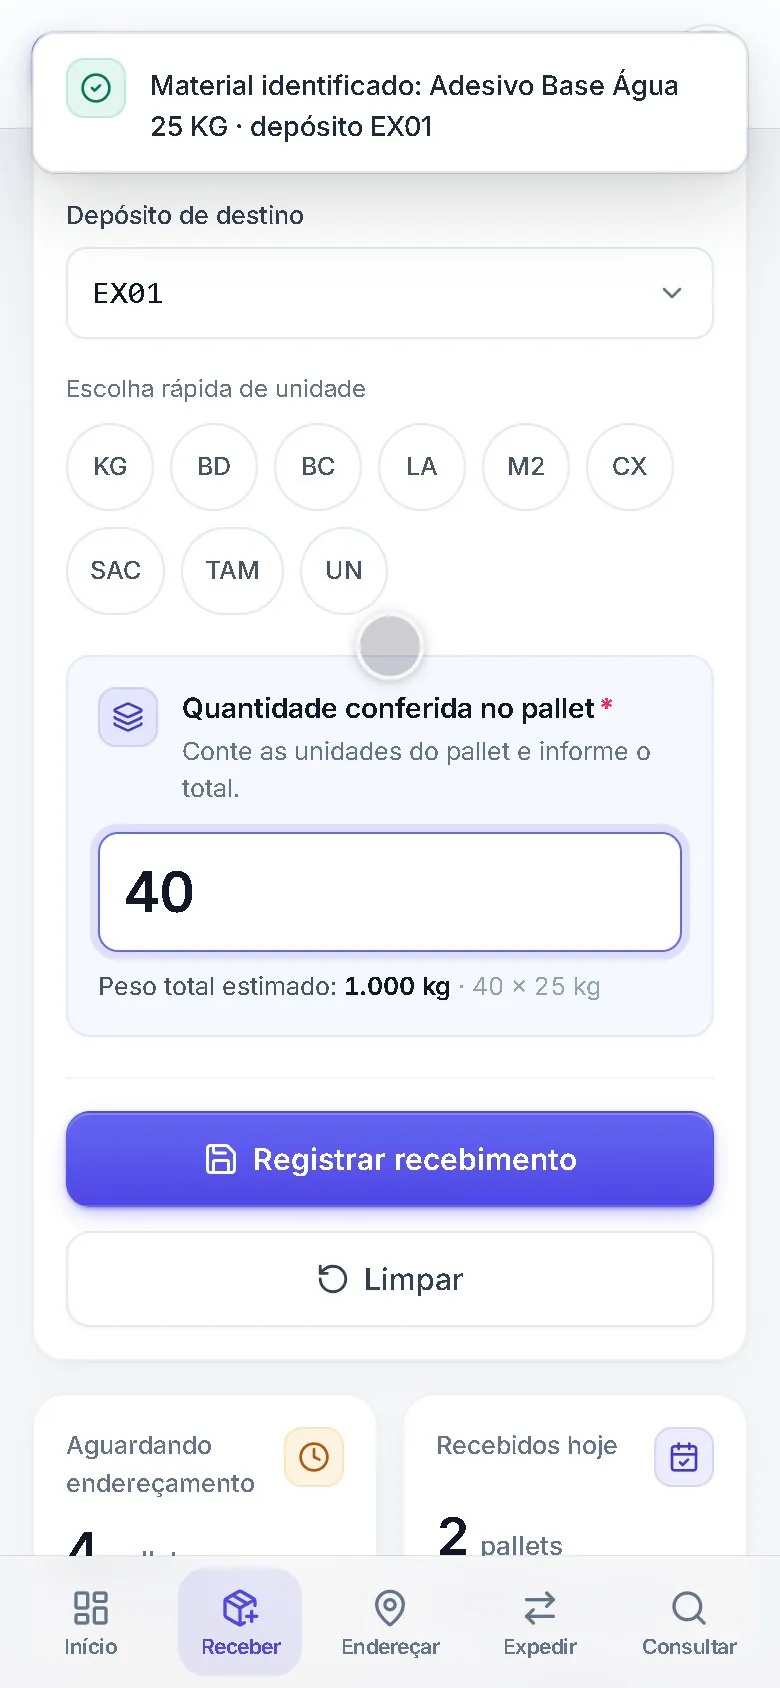 Material identificado: Adesivo Base Água
25 KG · depósito EX01
Depósito de destino
EX01
Escolha rápida de unidade
KG BD BC LA M2 CX
SAC TAM UN
Quantidade conferida no pallet *
Conte as unidades do pallet e informe o
total.
40
Peso total estimado: 1.000 kg · 40 × 25 kg
Registrar recebimento
Limpar
Aguardando
endereçamento
4
Recebidos hoje
2 pallets
Início Receber Endereçar Expedir Consultar